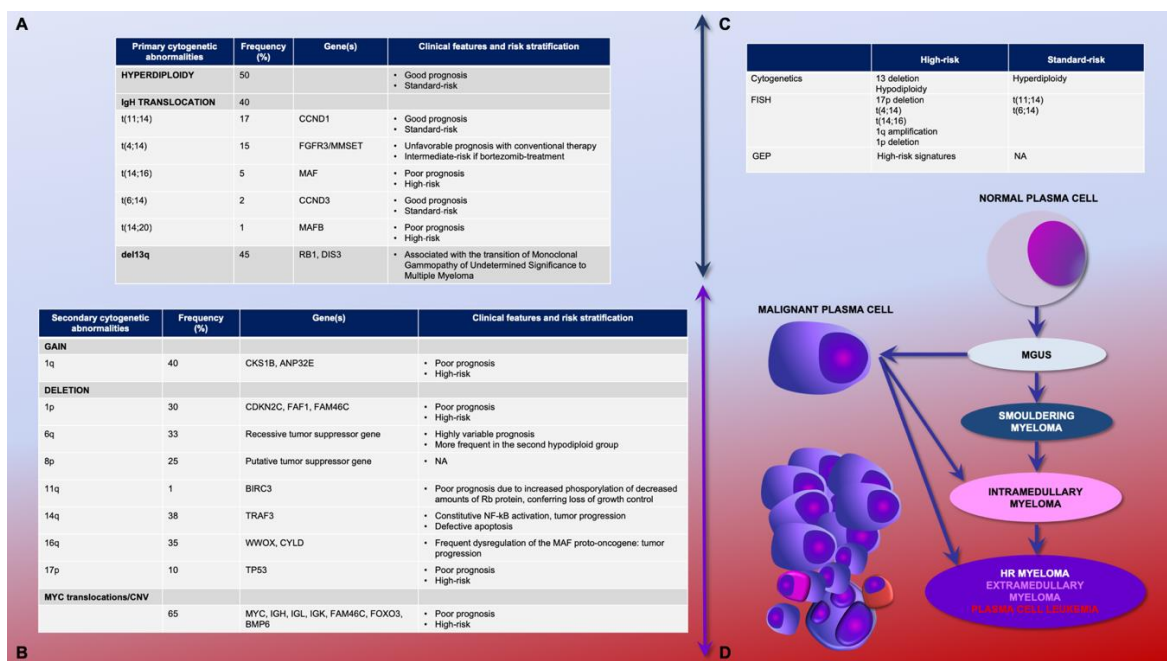 A
Primary cytogenetic abnormalities Frequency (%) Gene(s) Clinical features and risk stratification
HYPERDIPLOIDY 50 • Good prognosis
• Standard-risk
IgH TRANSLOCATION 40
t(11;14) 17 CCND1 • Good prognosis
• Standard-risk
t(4;14) 15 FGFR3/MMSET • Unfavorable prognosis with conventional therapy
• Intermediate-risk if bortezomib-treatment
t(14;16) 5 MAF • Poor prognosis
• High-risk
t(6;14) 2 CCND3 • Good prognosis
• Standard-risk
t(14;20) 1 MAFB • Poor prognosis
• High-risk
del13q 45 RB1, DIS3 • Associated with the transition of Monoclonal
Gammopathy of Undetermined Significance to
Multiple Myeloma
Secondary cytogenetic abnormalities Frequency (%) Gene(s) Clinical features and risk stratification
GAIN
1q 40 CKS1B, ANP32E • Poor prognosis
• High-risk
DELETION
1p 30 CDKN2C, FAF1, FAM46C • Poor prognosis
• High-risk
6q 33 Recessive tumor suppressor gene • Highly variable prognosis
• More frequent in the second hypodiploid group
8p 25 Putative tumor suppressor gene • NA
11q 1 BIRC3 • Poor prognosis due to increased phosporylation of decreased
amounts of Rb protein, conferring loss of growth control
14q 38 TRAF3 • Constitutive NF-kB activation, tumor progression
• Defective apoptosis
16q 35 WWOX, CYLD • Frequent dysregulation of the MAF proto-oncogene: tumor
progression
17p 10 TP53 • Poor prognosis
• High-risk
MYC translocations/CNV
65 MYC, IGH, IGL, IGK, FAM46C, FOXO3, BMP6 • Poor prognosis
• High-risk
B
C
High-risk Standard-risk
Cytogenetics 13 deletion Hyperdiploidy
Hypodiploidy
FISH 17p deletion t(11;14)
t(4;14) t(6;14)
t(14;16)
1q amplification
1p deletion
GEP High-risk signatures NA
NORMAL PLASMA CELL
MALIGNANT PLASMA CELL
MGUS
SMOULDERING
MYELOMA
INTRAMEDULLARY
MYELOMA
HR MYELOMA
EXTRAMEDULLARY
MYELOMA
PLASMA CELL LEUKEMIA
D